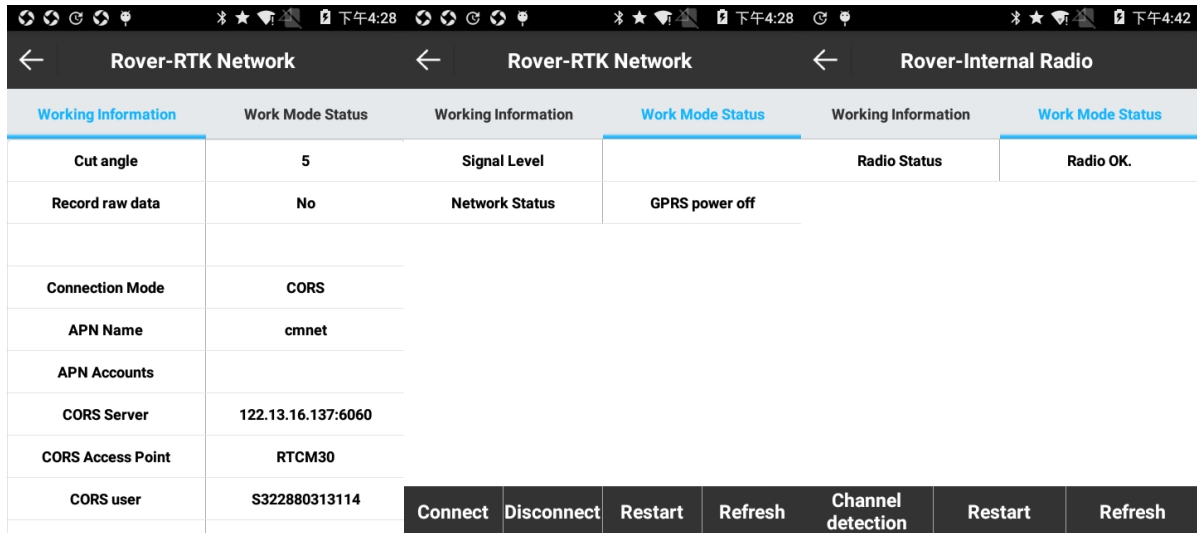 下午4:28
Rover-RTK Network
Working Information Work Mode Status
Cut angle 5
Record raw data No
Connection Mode CORS
APN Name cmnet
APN Accounts
CORS Server 122.13.16.137:6060
CORS Access Point RTCM30
CORS user S322880313114
下午4:28
Rover-RTK Network
Working Information Work Mode Status
Signal Level
Network Status GPRS power off
Connect Disconnect Restart Refresh
下午4:42
Rover-Internal Radio
Working Information Work Mode Status
Radio Status Radio OK.
Channel
detection Restart Refresh